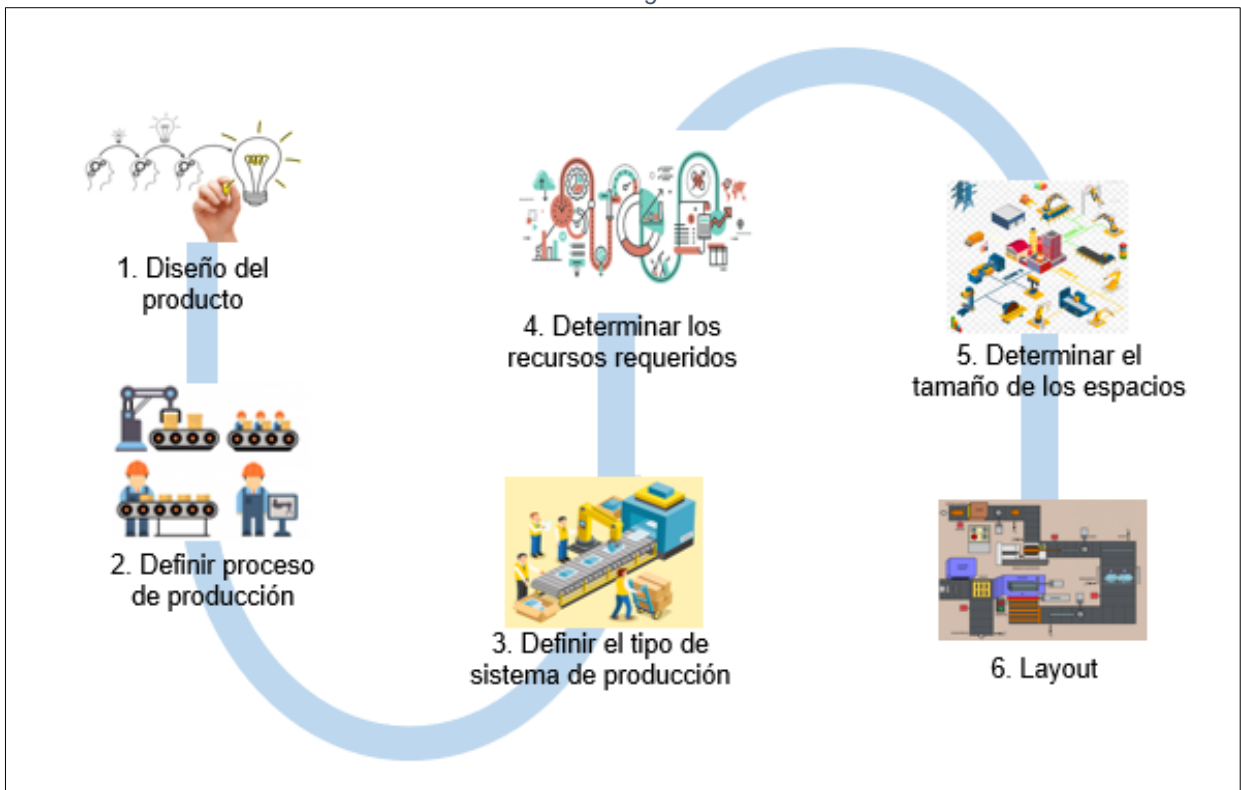 1. Diseño del
producto
2. Definir proceso
de producción
3. Definir el tipo de
sistema de producción
4. Determinar los
recursos requeridos
5. Determinar el
tamaño de los espacios
6. Layout